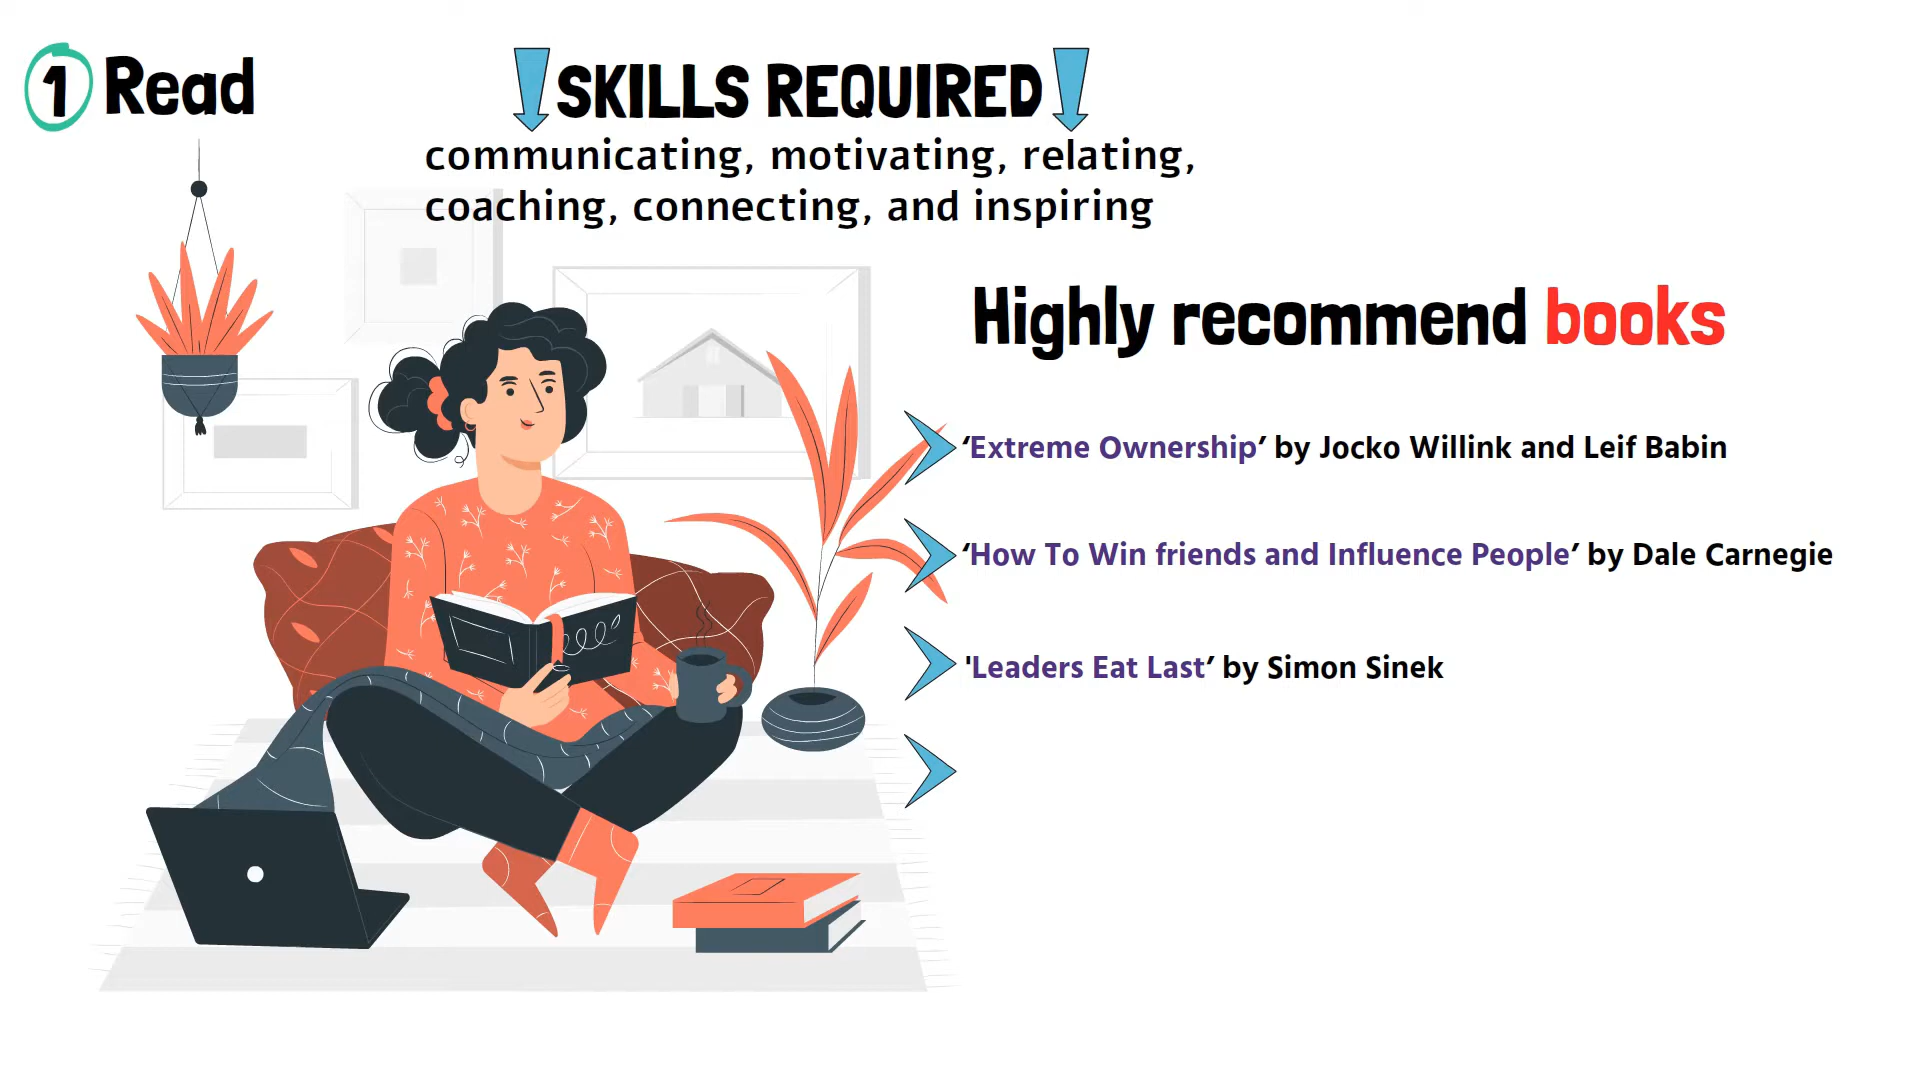 1 Read
SKILLS REQUIRED
communicating, motivating, relating,
coaching, connecting, and inspiring
Highly recommend books
‘Extreme Ownership’ by Jocko Willink and Leif Babin
‘How To Win friends and Influence People’ by Dale Carnegie
'Leaders Eat Last’ by Simon Sinek